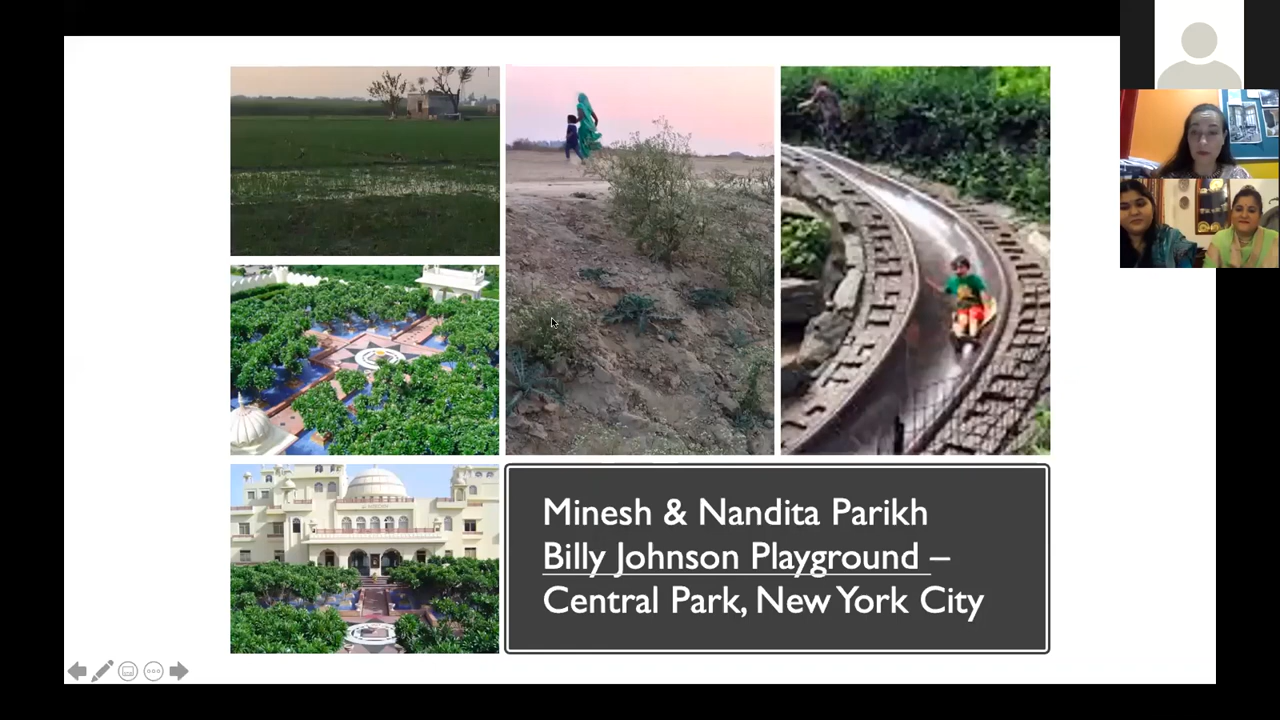 Minesh & Nandita Parikh
Billy Johnson Playground –
Central Park, New York City